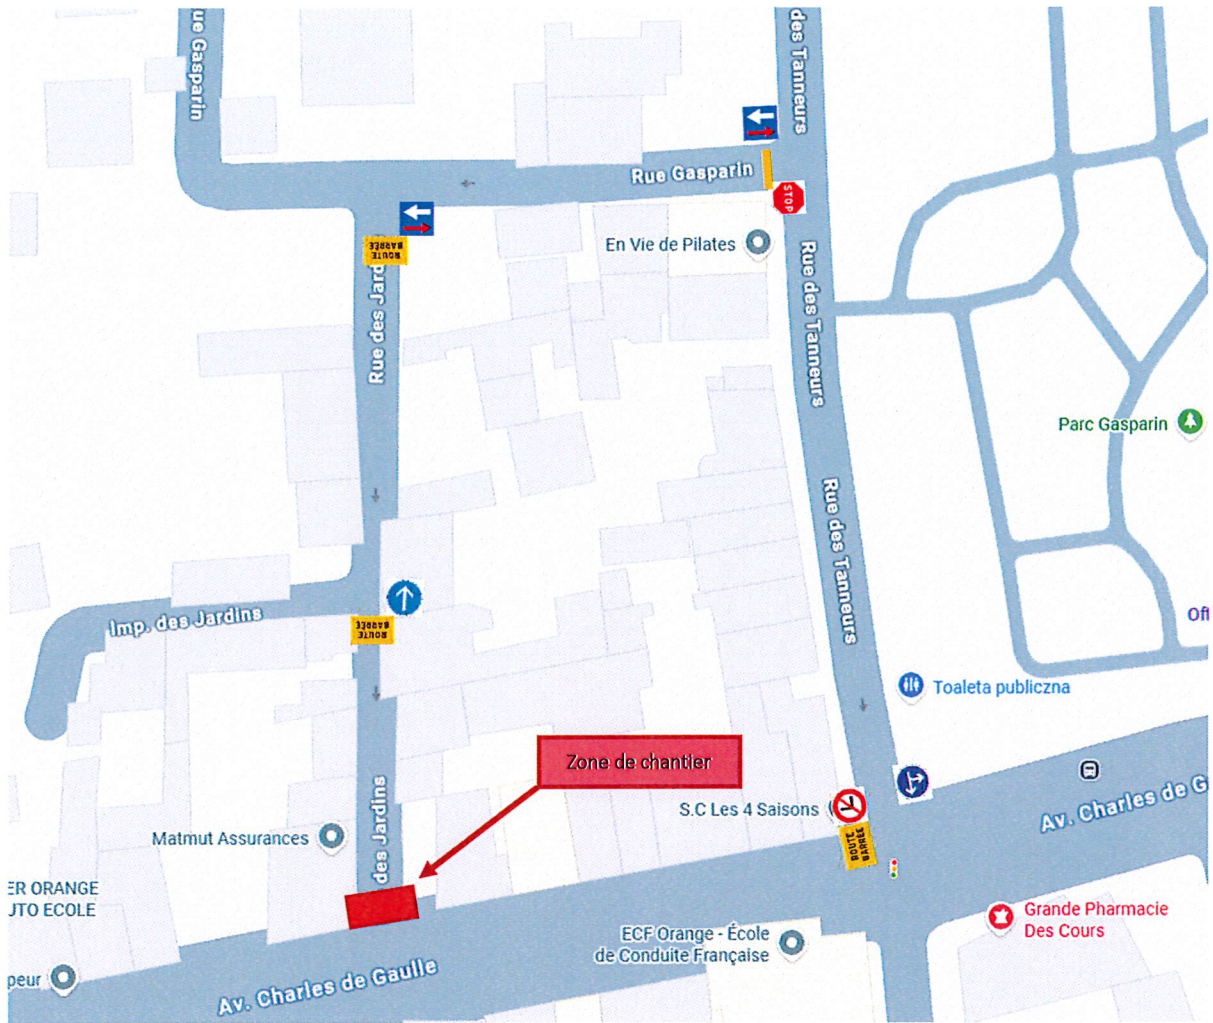 ue Gasparin
des Tanneurs
Rue Gasparin
STOP
En Vie de Pilates
ROUTE
BARRÉE
Rue des Jard
Rue des Tanneurs
Parc Gasparin
Rue des Tanneurs
Imp. des Jardins
ROUTE
BARRÉE
Off
Toaleta publiczna
Zone de chantier
S.C Les 4 Saisons
ROUTE
BARRÉE
Av. Charles de G
Matmut Assurances
des Jardins
ER ORANGE
UTO ECOLE
Grande Pharmacie
Des Cours
ECF Orange - École
de Conduite Française
peur
Av. Charles de Gaulle